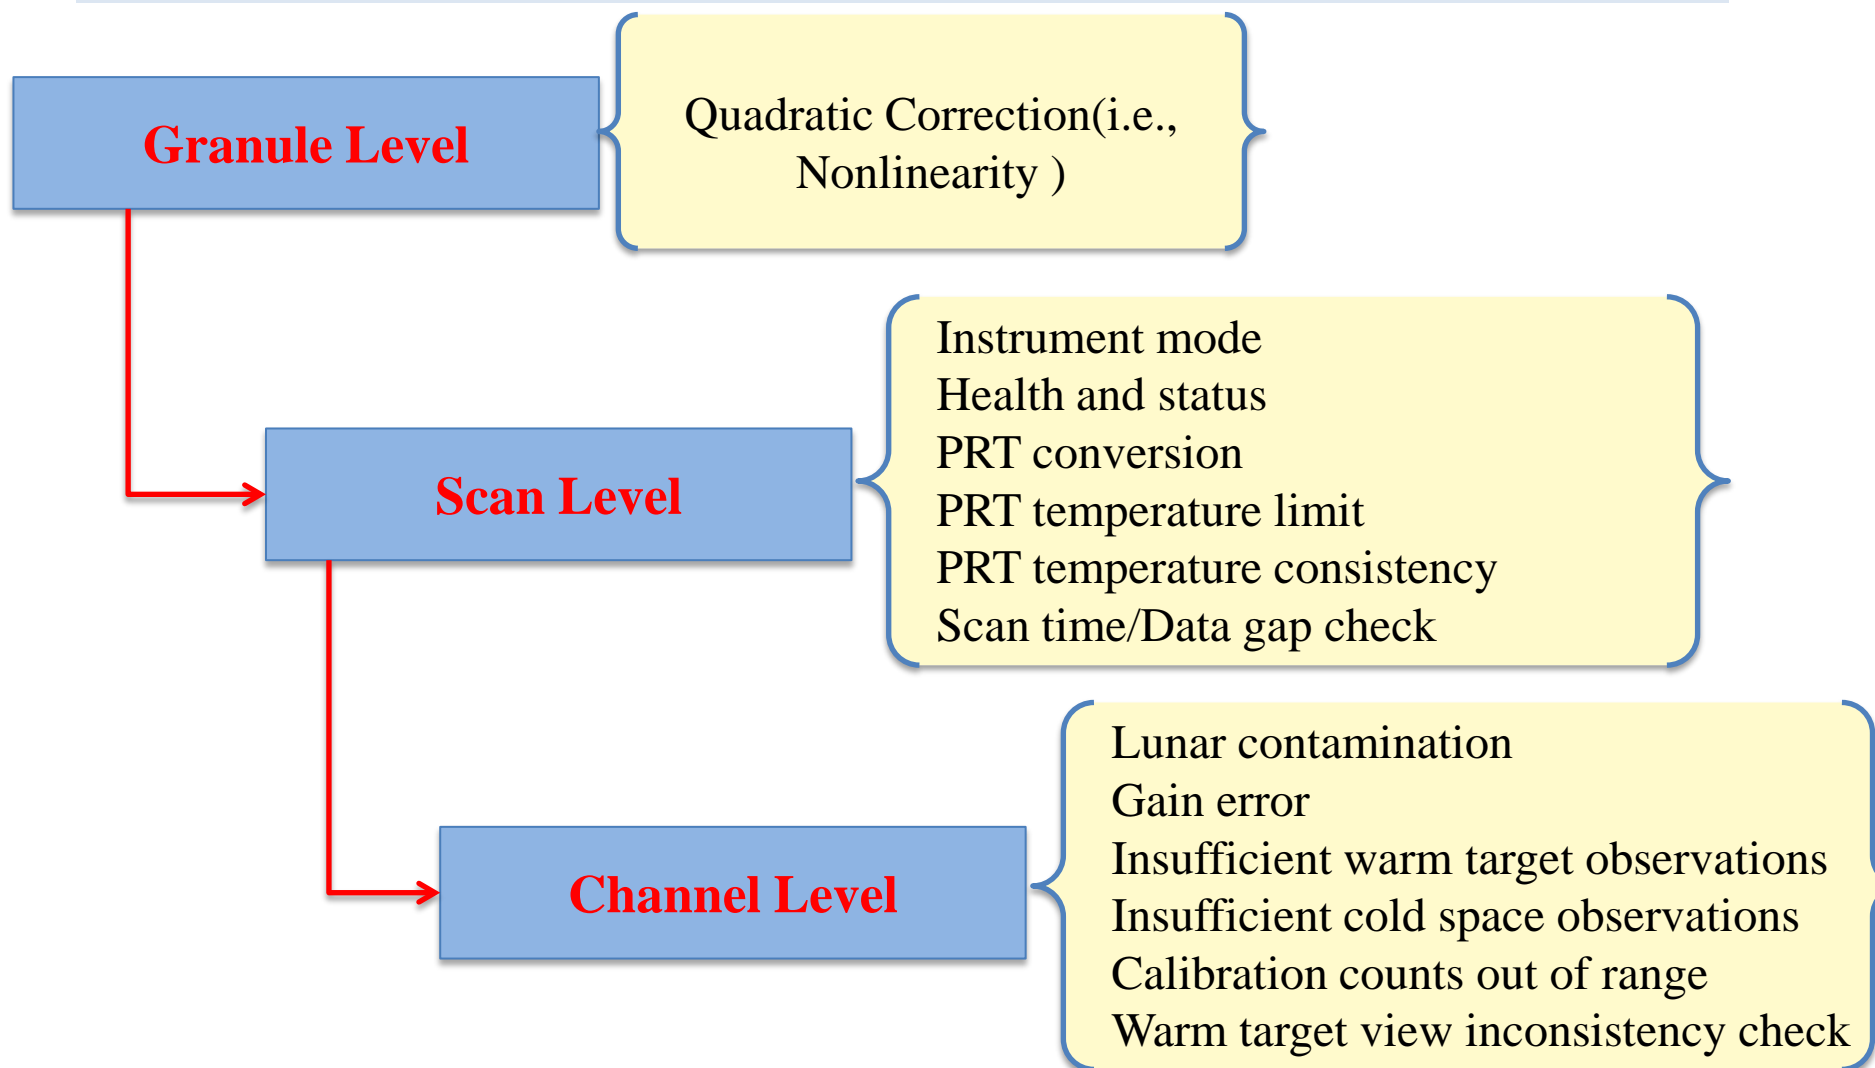 Granule Level
Quadratic Correction(i.e.,
Nonlinearity )
Scan Level
Instrument mode
Health and status
PRT conversion
PRT temperature limit
PRT temperature consistency
Scan time/Data gap check
Channel Level
Lunar contamination
Gain error
Insufficient warm target observations
Insufficient cold space observations
Calibration counts out of range
Warm target view inconsistency check